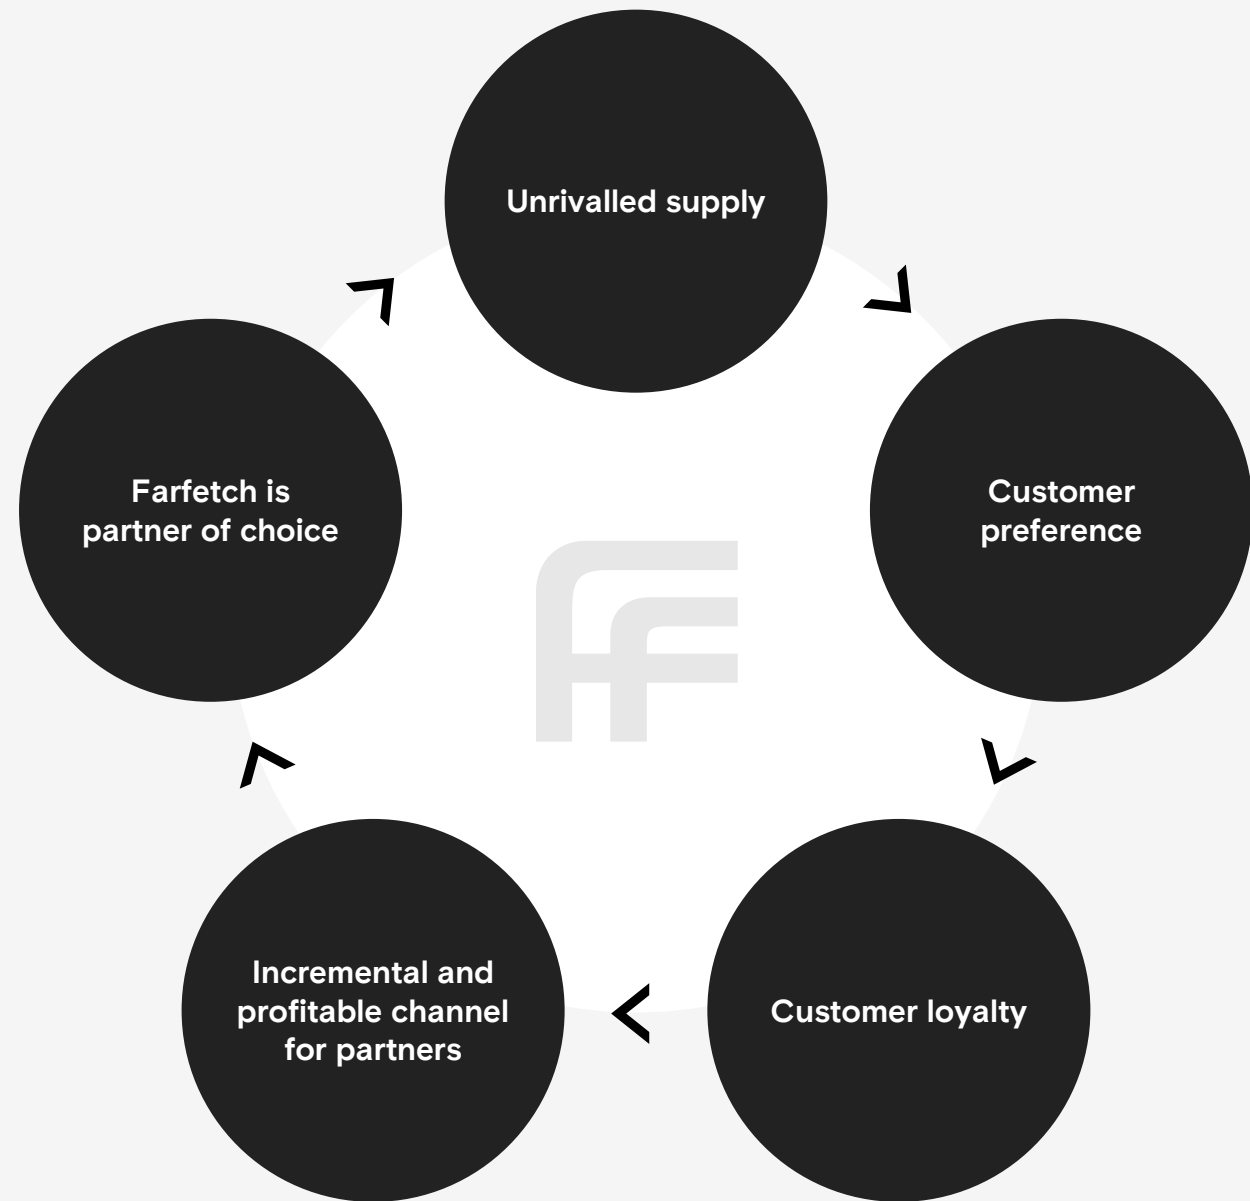 Unrivalled supply
Customer
preference
Customer loyalty
Incremental and
profitable channel
for partners
Farfetch is
partner of choice